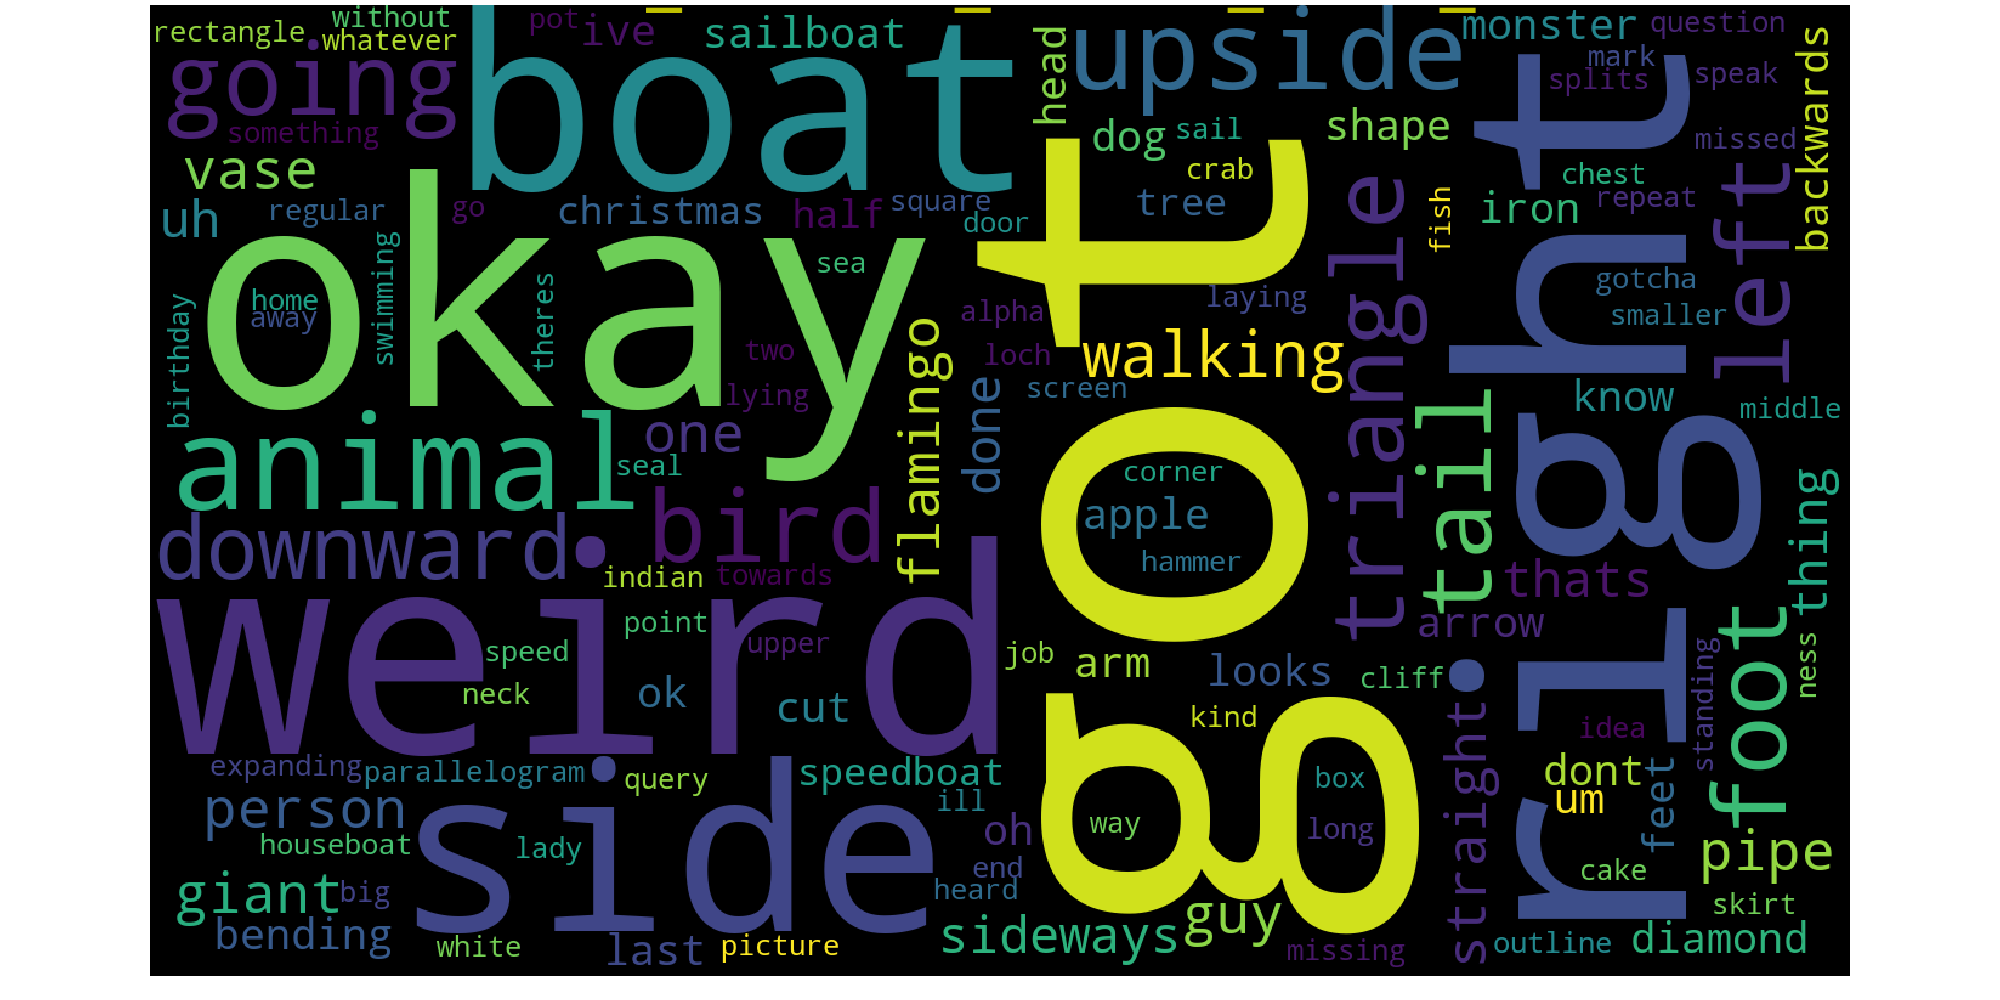 rectangle
without
whatever
pot
ive
sailboat
going
something
boat
head
upside
monster
question
mark
splits
speak
backwards
vase
dog
sail
shape
missed
crab
chest
uh
regular
go
christmas
half
square
door
tree
fish
iron
repeat
left
okay
sea
home
away
swimming
theres
birthday
alpha
laying
gotcha
smaller
got
right
triangle
two
loch
walking
flamingo
lying
screen
done
know
middle
tail
animal
one
seal
corner
apple
thing
bird
downward
hammer
indian
towards
thats
weird
point
upper
arrow
foot
speed
job
arm
looks
cliff
ness
standing
neck
ok
cut
kind
straight
idea
expanding
parallelogram
query
speedboat
box
dont
um
feet
person
side
ill
way
long
houseboat
lady
oh
pipe
end
cake
giant
big
heard
guy
skirt
bending
white
last
picture
sideways
missing
outline
diamond